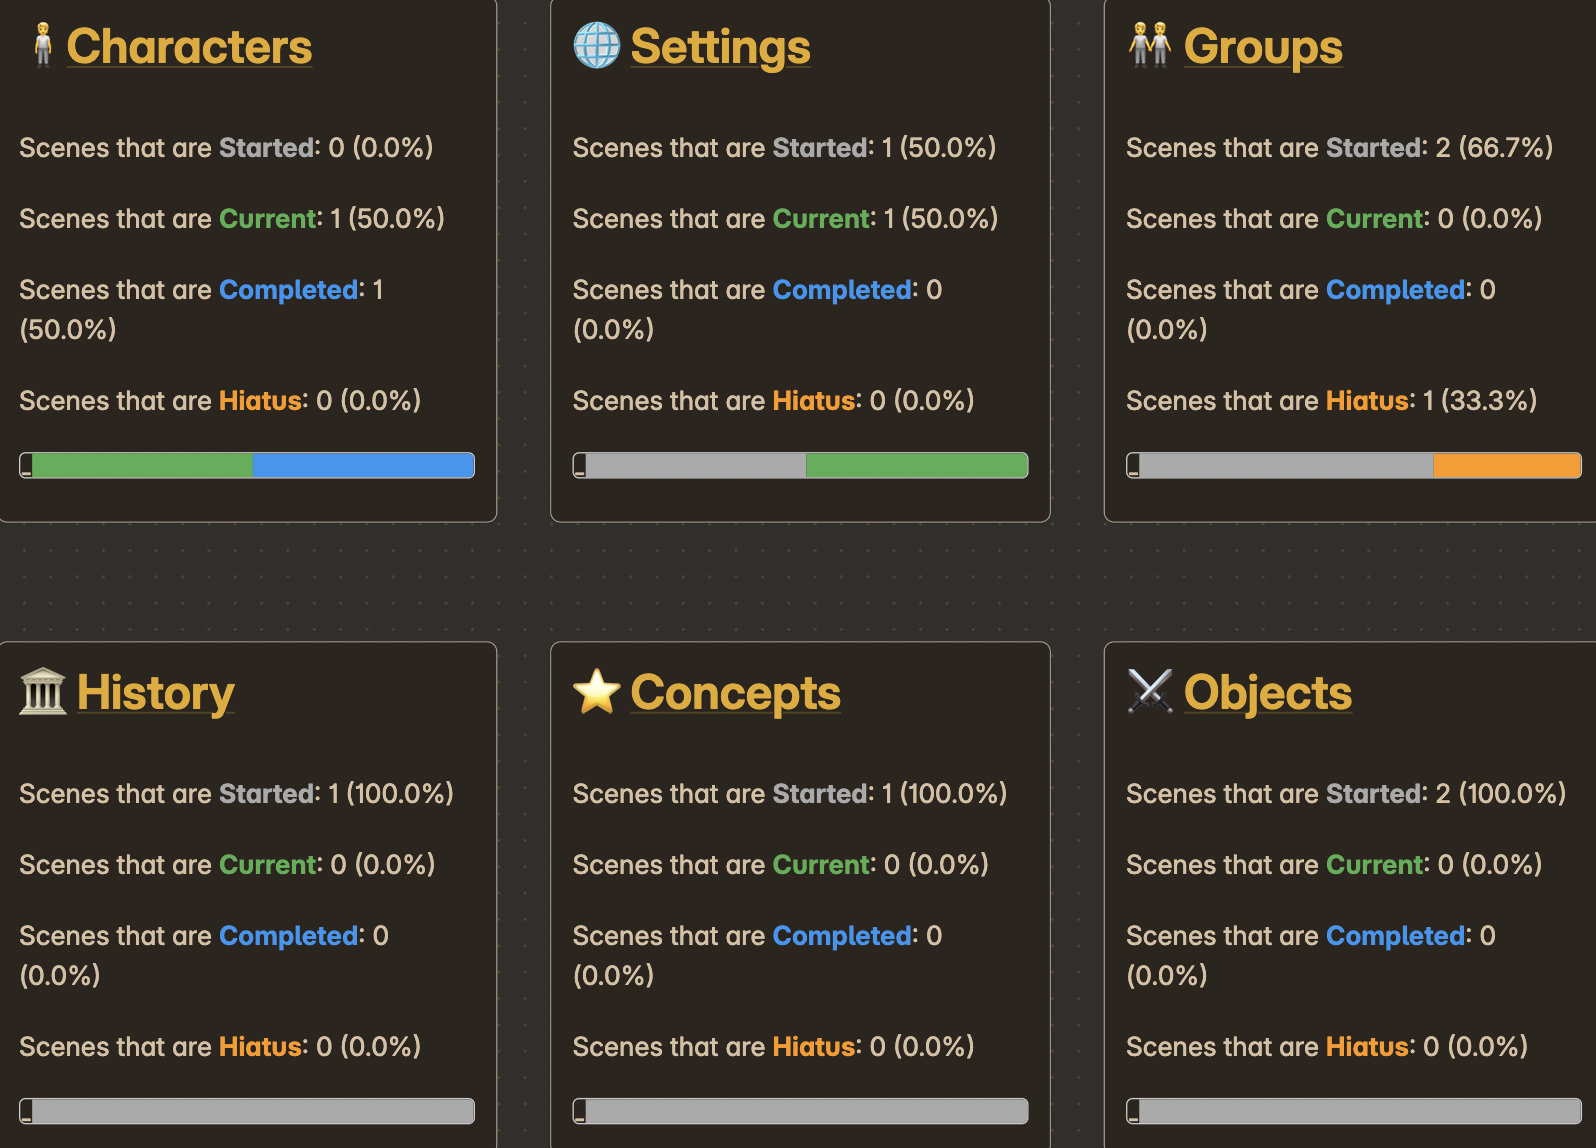 Characters
Scenes that are Started: 0 (0.0%)
Scenes that are Current: 1 (50.0%)
Scenes that are Completed: 1
(50.0%)
Scenes that are Hiatus: 0 (0.0%)
Settings
Scenes that are Started: 1 (50.0%)
Scenes that are Current: 1 (50.0%)
Scenes that are Completed: 0
(0.0%)
Scenes that are Hiatus: 0 (0.0%)
Groups
Scenes that are Started: 2 (66.7%)
Scenes that are Current: 0 (0.0%)
Scenes that are Completed: 0
(0.0%)
Scenes that are Hiatus: 1 (33.3%)
History
Scenes that are Started: 1 (100.0%)
Scenes that are Current: 0 (0.0%)
Scenes that are Completed: 0
(0.0%)
Scenes that are Hiatus: 0 (0.0%)
Concepts
Scenes that are Started: 1 (100.0%)
Scenes that are Current: 0 (0.0%)
Scenes that are Completed: 0
(0.0%)
Scenes that are Hiatus: 0 (0.0%)
Objects
Scenes that are Started: 2 (100.0%)
Scenes that are Current: 0 (0.0%)
Scenes that are Completed: 0
(0.0%)
Scenes that are Hiatus: 0 (0.0%)